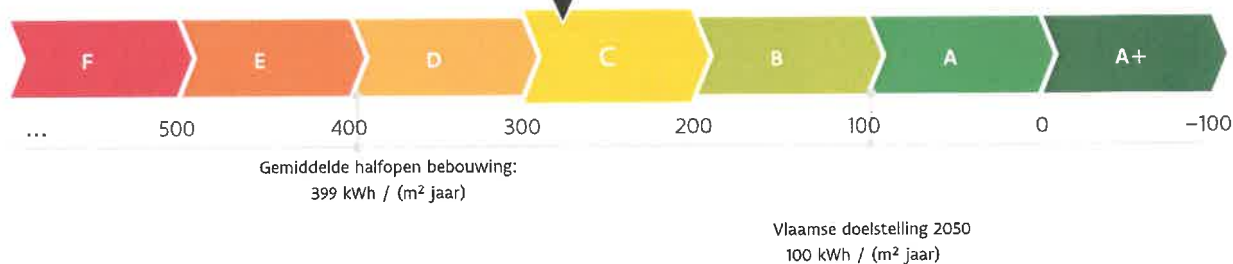 F E D C B A A+
... 500 400 300 200 100 0 −100
Gemiddelde halfopen bebouwing:
399 kWh / (m² jaar)
Vlaamse doelstelling 2050
100 kWh / (m² jaar)